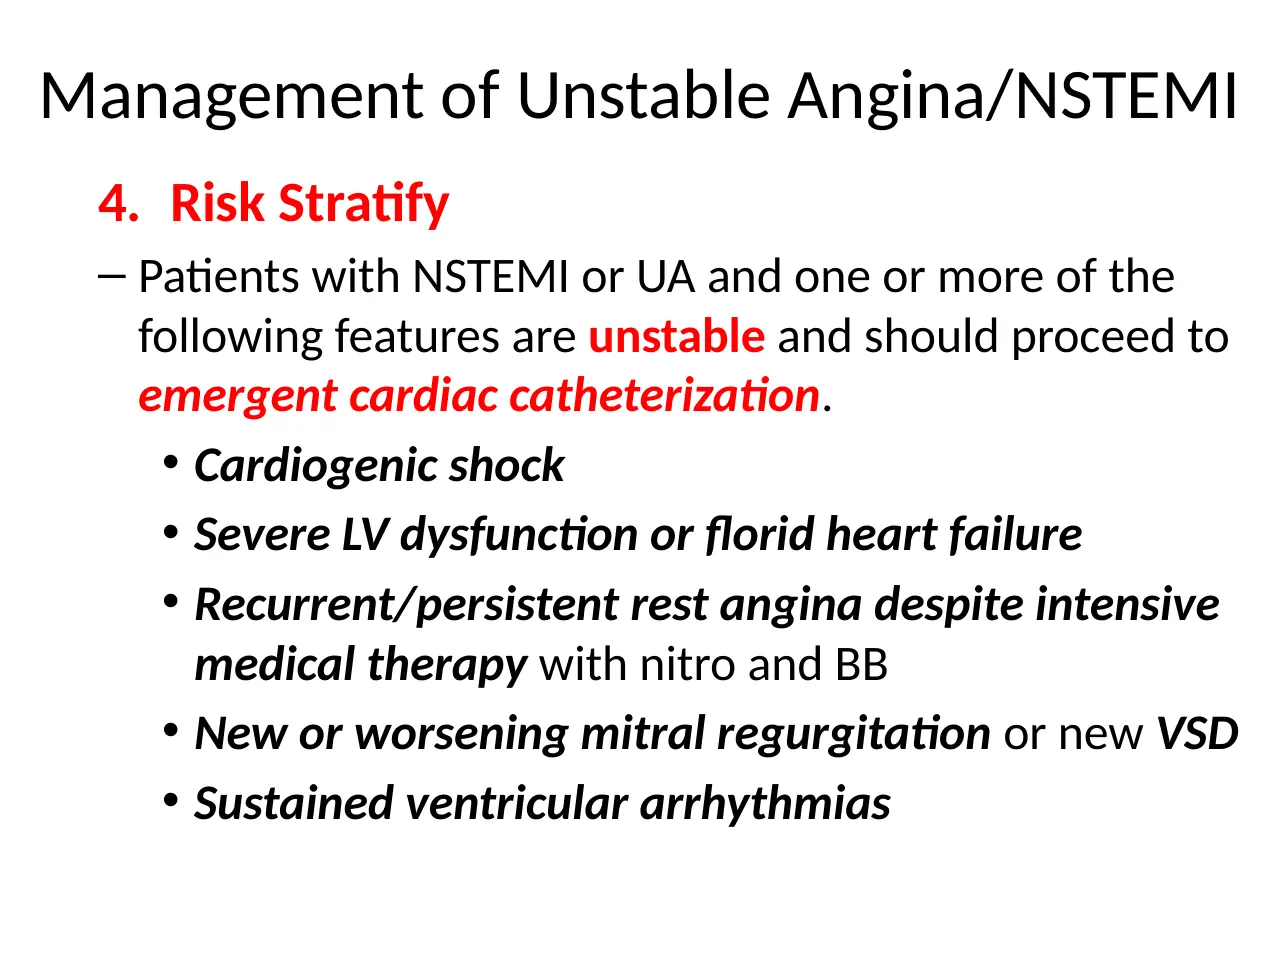 Management of Unstable Angina/NSTEMI
4. Risk Stratify
– Patients with NSTEMI or UA and one or more of the
following features are unstable and should proceed to
emergent cardiac catheterization.
• Cardiogenic shock
• Severe LV dysfunction or florid heart failure
• Recurrent/persistent rest angina despite intensive
medical therapy with nitro and BB
• New or worsening mitral regurgitation or new VSD
• Sustained ventricular arrhythmias